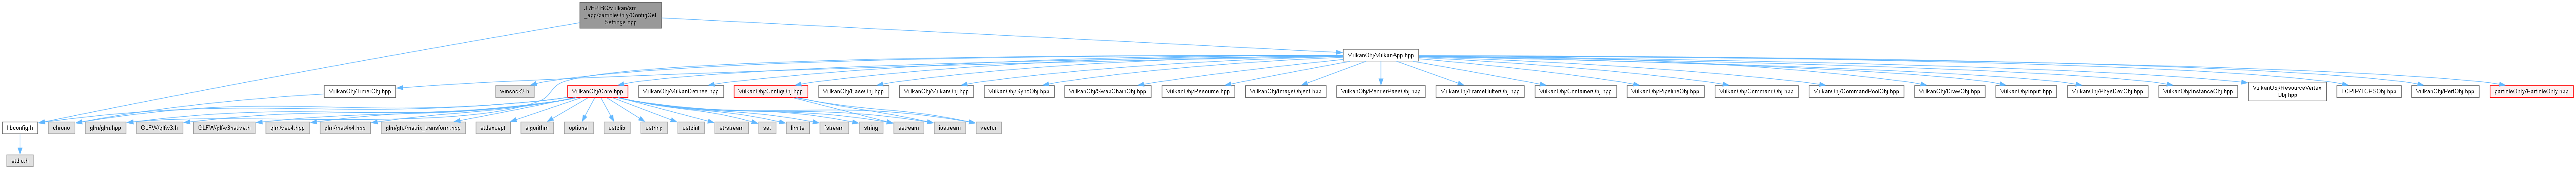 J:/FPIBG/vulkan/src
_app/particleOnly/ConfigGet
Settings.cpp
VulkanObj/VulkanApp.hpp
VulkanObj/TimerObj.hpp
winsock2.h
VulkanObj/Core.hpp
VulkanObj/VulkanDefines.hpp
VulkanObj/ConfigObj.hpp
VulkanObj/BaseObj.hpp
VulkanObj/VulkanObj.hpp
VulkanObj/SyncObj.hpp
VulkanObj/SwapChainObj.hpp
VulkanObj/Resource.hpp
VulkanObj/ImageObject.hpp
VulkanObj/RenderPassObj.hpp
VulkanObj/FrameBufferObj.hpp
VulkanObj/ContainerObj.hpp
VulkanObj/PipelineObj.hpp
VulkanObj/CommandObj.hpp
VulkanObj/CommandPoolObj.hpp
VulkanObj/DrawObj.hpp
VulkanObj/Input.hpp
VulkanObj/PhysDevObj.hpp
VulkanObj/InstanceObj.hpp
VulkanObj/ResourceVertex
Obj.hpp
TCPIP/TCPSObj.hpp
VulkanObj/PerfObj.hpp
particleOnly/ParticleOnly.hpp
libconfig.h
chrono
glm/glm.hpp
GLFW/glfw3.h
GLFW/glfw3native.h
glm/vec4.hpp
glm/mat4x4.hpp
glm/gtc/matrix_transform.hpp
stdexcept
algorithm
optional
cstdlib
cstring
cstdint
strstream
set
limits
fstream
string
sstream
iostream
vector
stdio.h